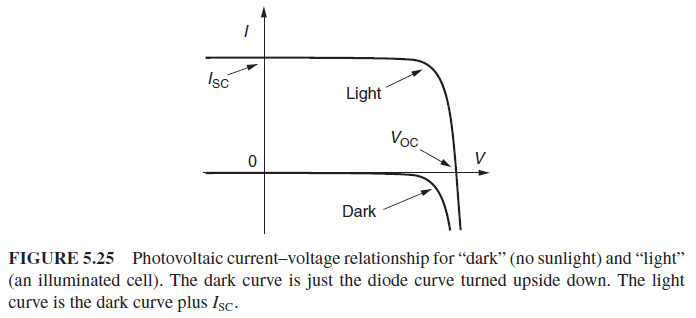 I
ISC
Light
VOC
0
V
Dark
FIGURE 5.25 Photovoltaic current–voltage relationship for “dark” (no sunlight) and “light”
(an illuminated cell). The dark curve is just the diode curve turned upside down. The light
curve is the dark curve plus ISC.